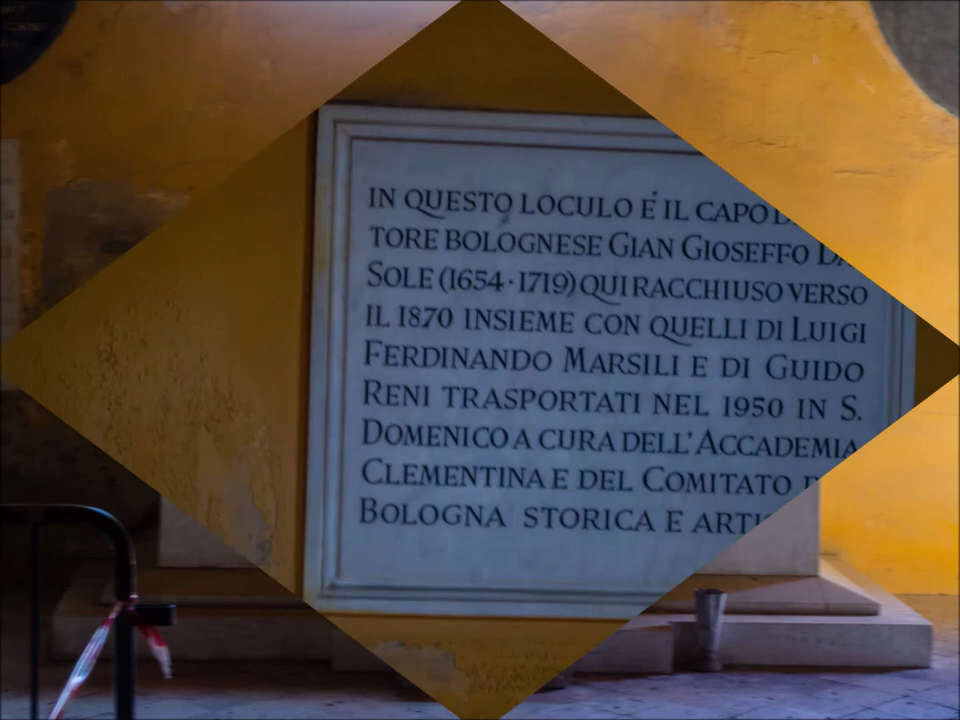 IN QUESTO LOCULO È IL CAPO
TORE BOLOGNESE GIAN GIOSEFFO
SOLE (1654·1719) QUI RACCHIUSO VERSO
IL 1870 INSIEME CON QUELLI DI LUIGI
FERDINANDO MARSILI E DI GUIDO
RENI TRASPORTATI NEL 1950 IN S.
DOMENICO A CURA DELL'ACCADEMIA
CLEMENTINA E DEL COMITATO
BOLOGNA STORICA E